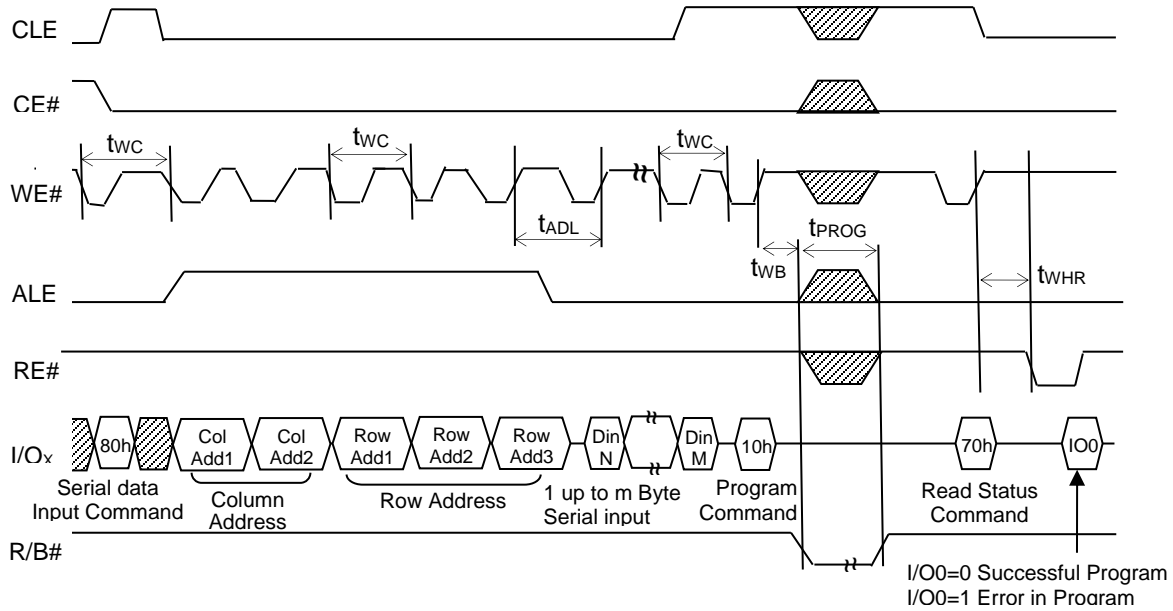 CLE
CE#
tWC
tWC
tWC
WE#
tADL
tPROG
tWB
ALE
tWHR
RE#
I/Ox
80h
Col Add1
Col Add2
Row Add1
Row Add2
Row Add3
Din N
Din M
10h
70h
IO0
Serial data
Input Command
Column
Address
Row Address
1 up to m Byte
Serial input
Program
Command
Read Status
Command
R/B#
I/O0=0 Successful Program
I/O0=1 Error in Program